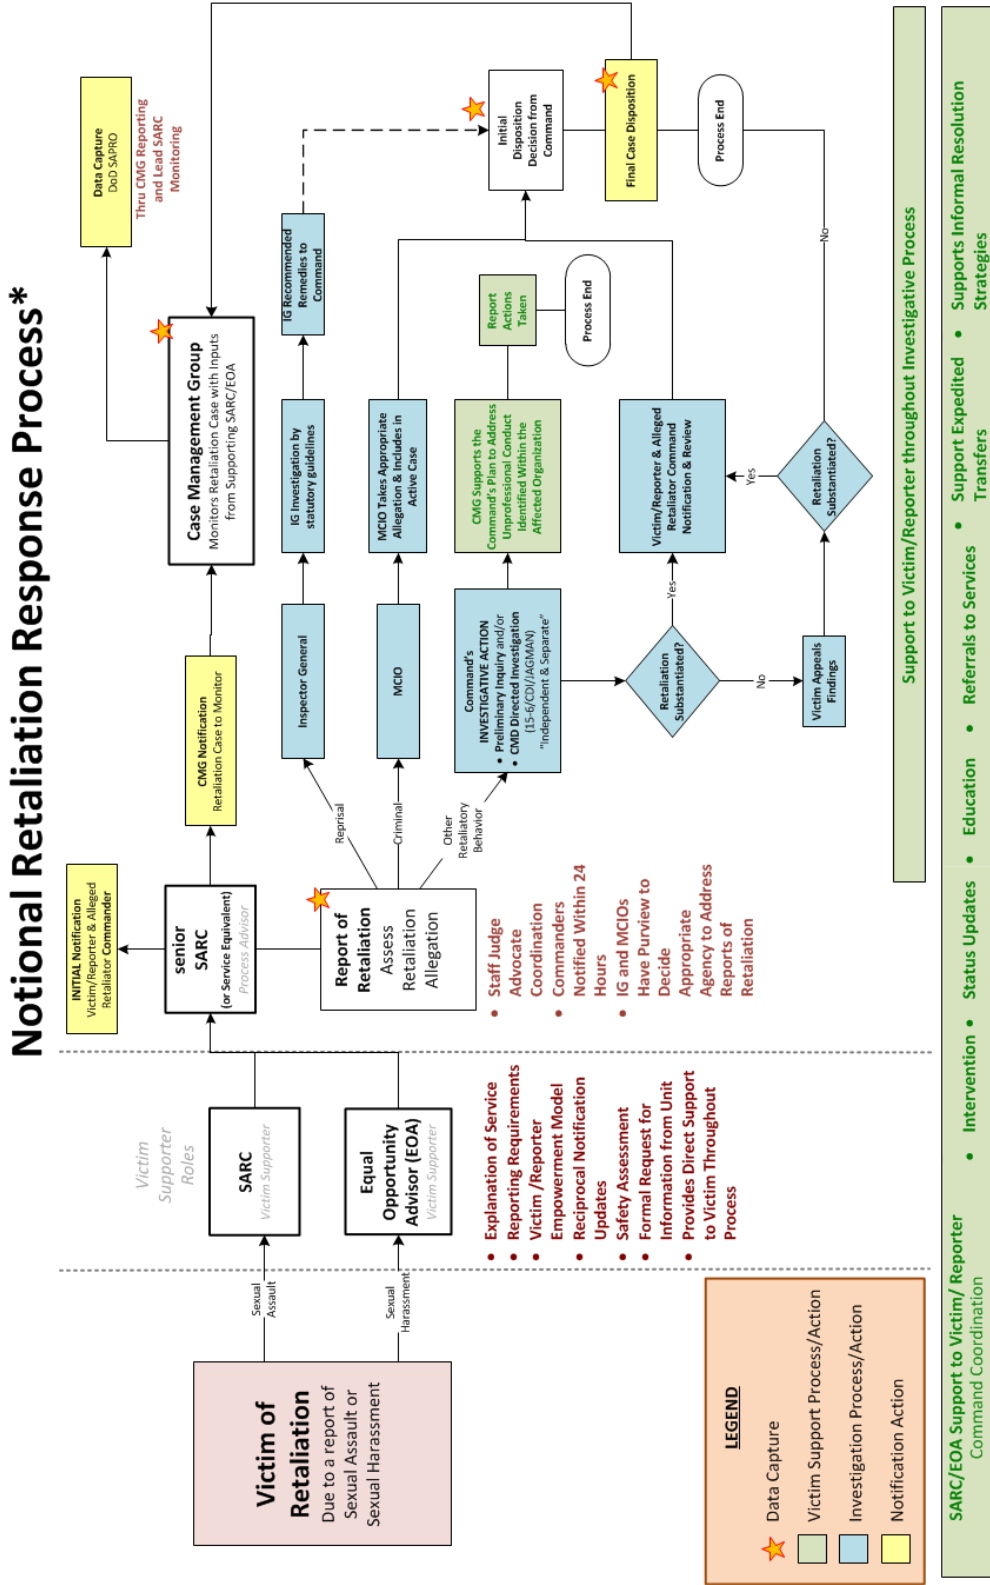 Notional Retaliation Response Process*
Victim of
Retaliation
Due to a report of
Sexual Assault or
Sexual Harassment
Sexual
Assault
Sexual
Harassment
Victim
Supporter
Roles
SARC
Victim Supporter
Equal
Opportunity
Advisor (EOA)
Victim Supporter
• Explanation of Service
• Reporting Requirements
• Victim /Reporter
Empowerment Model
• Reciprocal Notification
Updates
• Safety Assessment
• Formal Request for
Information from Unit
• Provides Direct Support
to Victim Throughout
Process
INITIAL Notification
Victim/Reporter & Alleged
Retaliator Commander
senior
SARC
(or Service Equivalent)
Process Advisor
Report of
Retaliation
Assess
Retaliation
Allegation
• Staff Judge
Advocate
Coordination
• Commanders
Notified Within 24
Hours
• IG and MCIOs
Have Purview to
Decide
Appropriate
Agency to Address
Reports of
Retaliation
CMG Notification
Retaliation Case to Monitor
Case Management Group
Monitors Retaliation Case with Inputs
from Supporting SARC/EOA
Data Capture
DoD SAPRO
Thru CMG Reporting
and Lead SARC
Monitoring
Reprisal
Criminal
Other
Retaliatory
Behavior
Inspector General
IG Investigation by
statutory guidelines
IG Recommended
Remedies to
Command
MCIO
MCIO Takes Appropriate
Allegation & Includes in
Active Case
Command's
INVESTIGATIVE ACTION
• Preliminary Inquiry and/or
• CMD Directed Investigation
(15-6/CDI/JAGMAN)
"Independent & Separate"
CMG Supports the
Command's Plan to Address
Unprofessional Conduct
Identified Within the
Affected Organization
Report
Actions
Taken
Process End
Retaliation
Substantiated?
Yes
No
Victim/Reporter & Alleged
Retaliator Command
Notification & Review
Victim Appeals
Findings
Retaliation
Substantiated?
Yes
No
Initial
Disposition
Decision from
Command
Final Case Disposition
Process End
LEGEND
Data Capture
Victim Support Process/Action
Investigation Process/Action
Notification Action
Support to Victim/Reporter throughout Investigative Process
SARC/EOA Support to Victim/ Reporter
Command Coordination
• Intervention • Status Updates • Education • Referrals to Services • Support Expedited
Transfers
• Supports Informal Resolution
Strategies